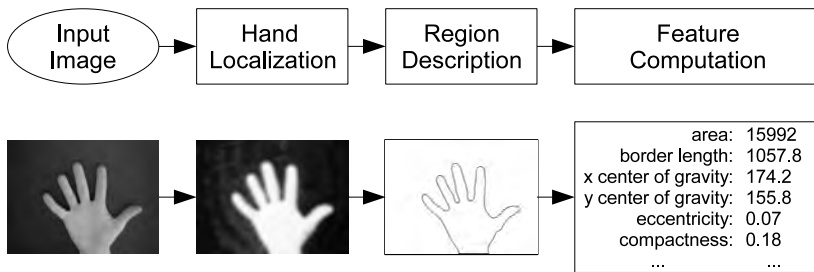 Input
Image
Hand
Localization
Region
Description
Feature
Computation
area: 15992
border length: 1057.8
x center of gravity: 174.2
y center of gravity: 155.8
eccentricity: 0.07
compactness: 0.18
... ...